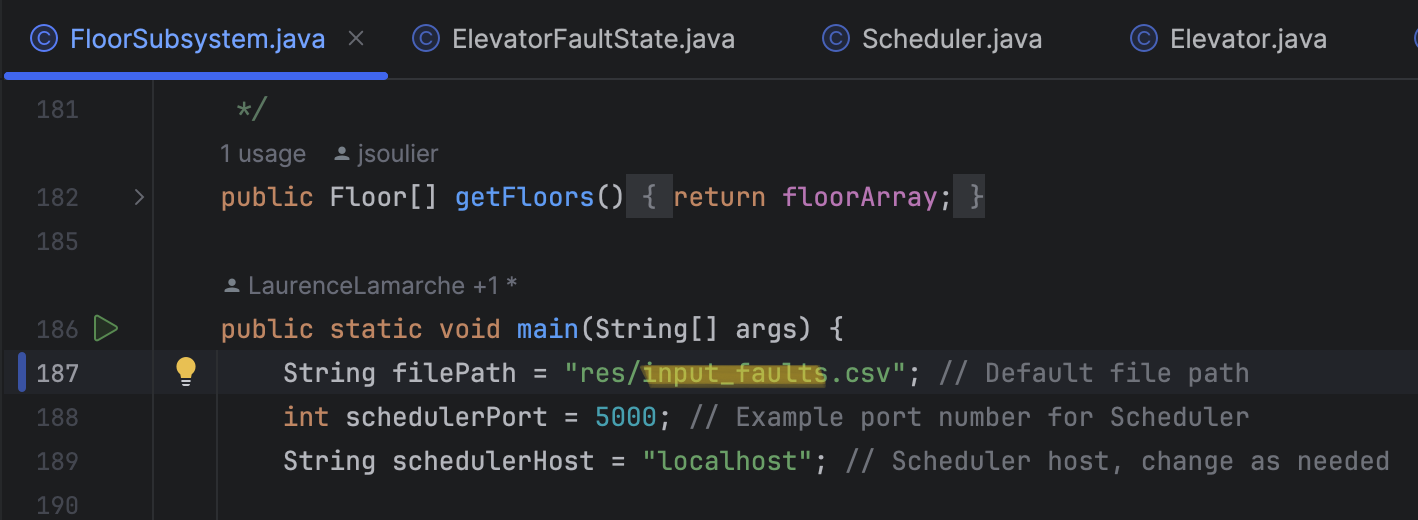 FloorSubsystem.java ElevatorFaultState.java Scheduler.java Elevator.java
181 */
1 usage jsoulier
182 public Floor[] getFloors() { return floorArray; }
185
LaurenceLamarche +1 *
186 public static void main(String[] args) {
187 String filePath = "res/input_faults.csv"; // Default file path
188 int schedulerPort = 5000; // Example port number for Scheduler
189 String schedulerHost = "localhost"; // Scheduler host, change as needed
190